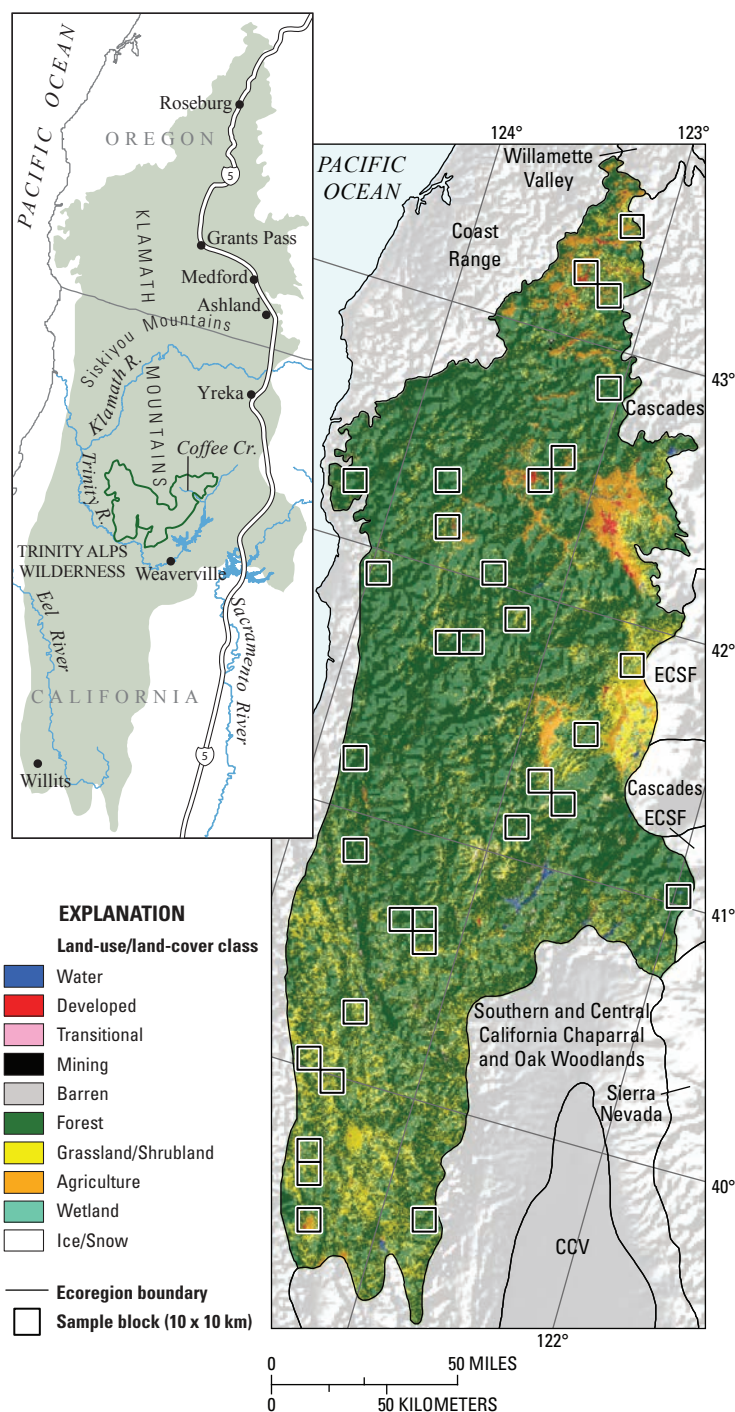 PACIFIC OCEAN
Roseburg
OREGON
5
KLAMATH
MOUNTAINS
Grants Pass
Medford
Ashland
Siskiyou Mountains
Klamath R.
Yreka
Coffee Cr.
Trinity R.
TRINITY ALPS
WILDERNESS
Weaverville
Eel River
Sacramento River
CALIFORNIA
5
Willits
124°
123°
PACIFIC
OCEAN
Willamette
Valley
Coast
Range
43°
Cascades
42°
ECSF
Cascades
ECSF
41°
Southern and Central
California Chaparral
and Oak Woodlands
Sierra
Nevada
40°
CCV
122°
EXPLANATION
Land-use/land-cover class
Water
Developed
Transitional
Mining
Barren
Forest
Grassland/Shrubland
Agriculture
Wetland
Ice/Snow
Ecoregion boundary
Sample block (10 x 10 km)
0 50 MILES
0 50 KILOMETERS